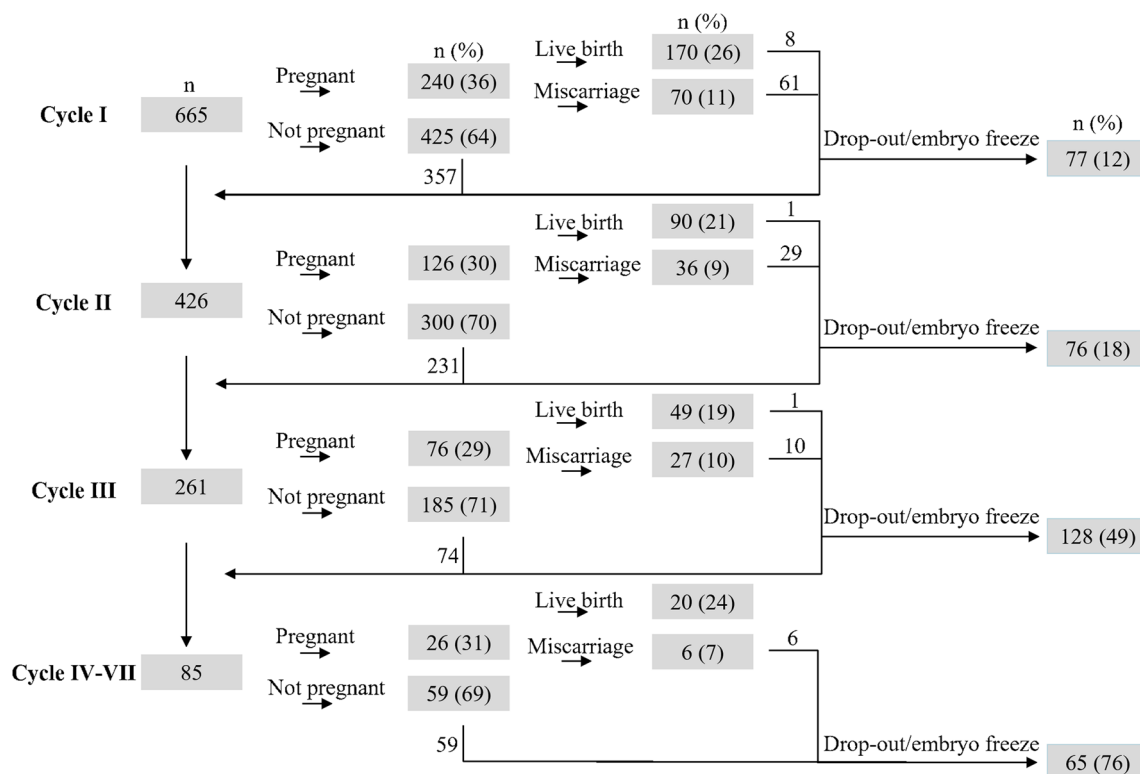 n (%)
8
n (%)
Live birth
170 (26)
n
Pregnant
240 (36)
Miscarriage
70 (11)
61
Cycle I
665
Not pregnant
425 (64)
Drop-out/embryo freeze
n (%)
77 (12)
357
Live birth
90 (21)
1
Pregnant
126 (30)
Miscarriage
36 (9)
29
Cycle II
426
Not pregnant
300 (70)
Drop-out/embryo freeze
76 (18)
231
Live birth
49 (19)
1
Pregnant
76 (29)
Miscarriage
27 (10)
10
Cycle III
261
Not pregnant
185 (71)
Drop-out/embryo freeze
128 (49)
74
Live birth
20 (24)
Pregnant
26 (31)
Miscarriage
6 (7)
6
Cycle IV-VII
85
Not pregnant
59 (69)
59
Drop-out/embryo freeze
65 (76)